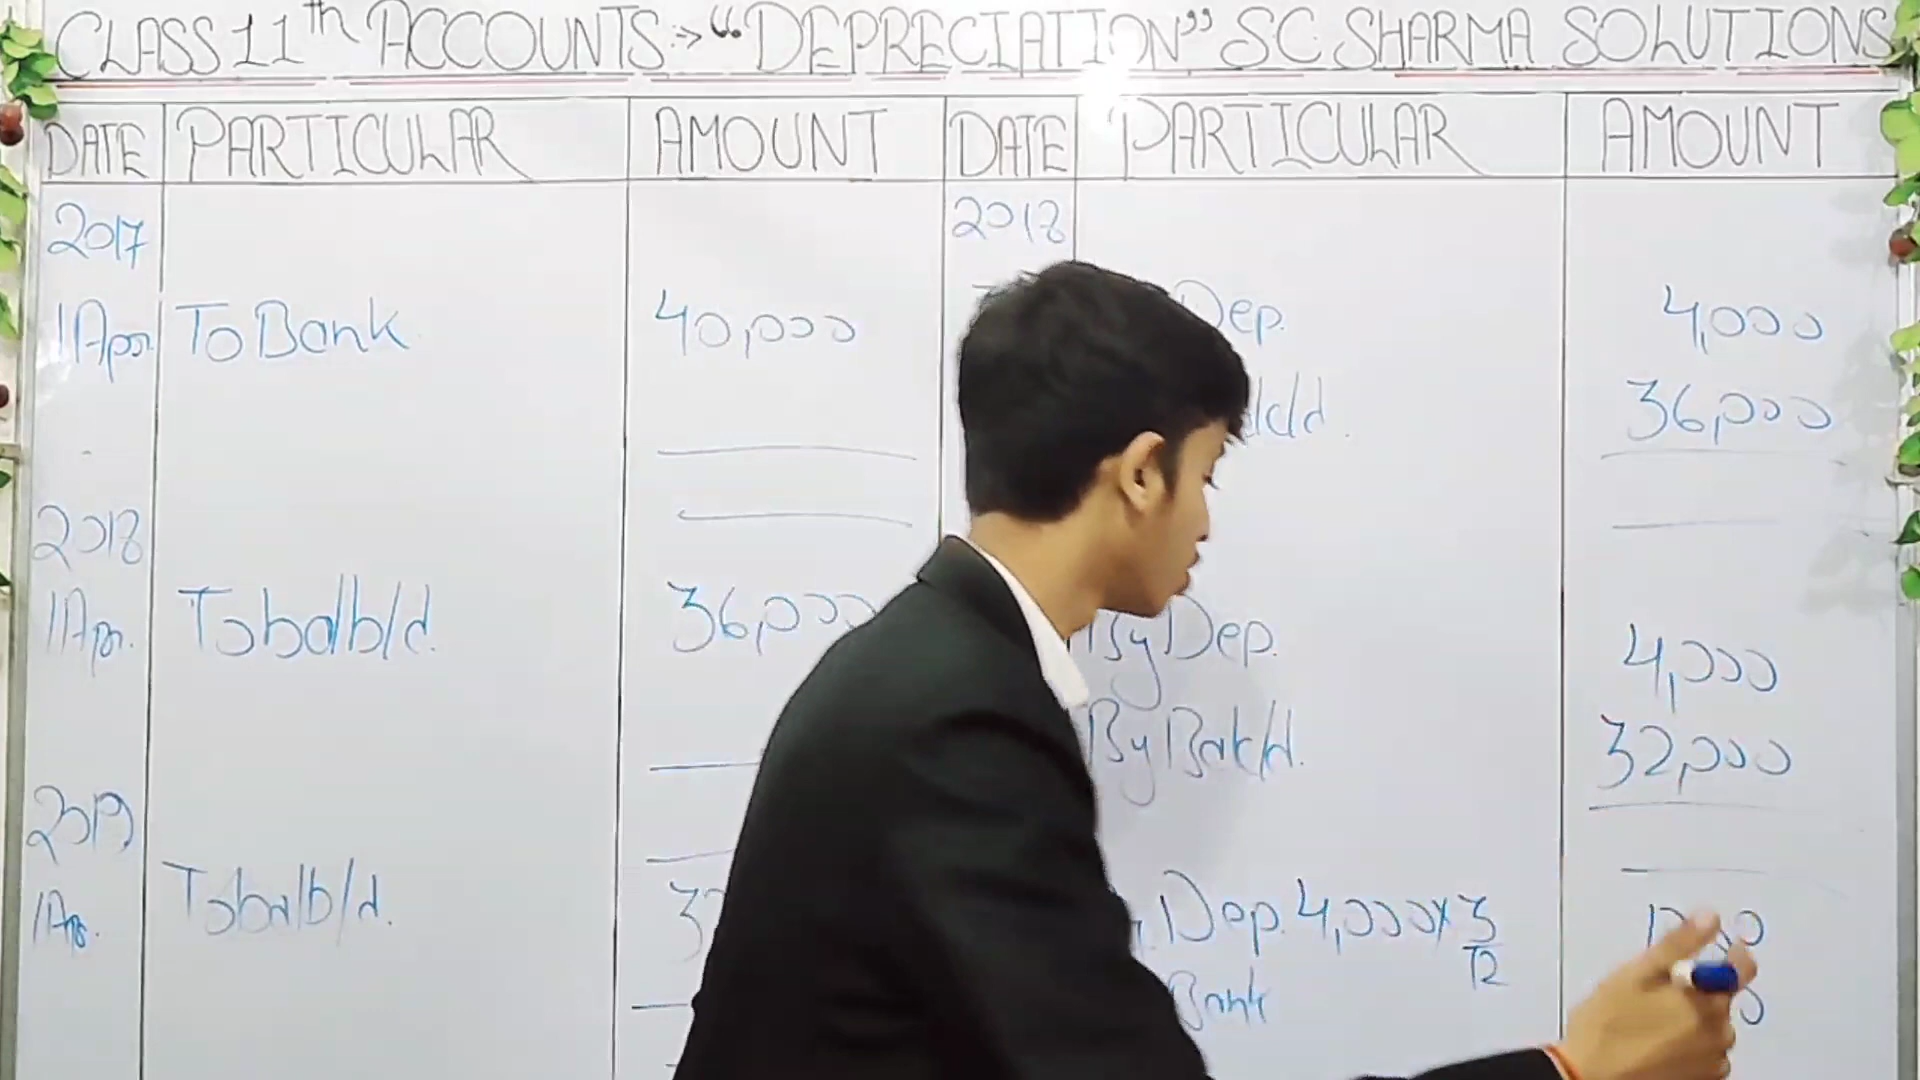 CLASS 11th ACCOUNTS :→ "DEPRECIATION" SC SHARMA SOLUTIONS
DATE PARTICULAR AMOUNT DATE PARTICULAR AMOUNT
2017 2018
1 Apr. To Bank 40,000 Dep. 4,000
c/d. 36,000
2018
1 Apr. To bal b/d. 36,000 By Dep. 4,000
By Bal c/d. 32,000
2019
1 Apr. To bal b/d. Dep. 4,000 × 3/12
Bank